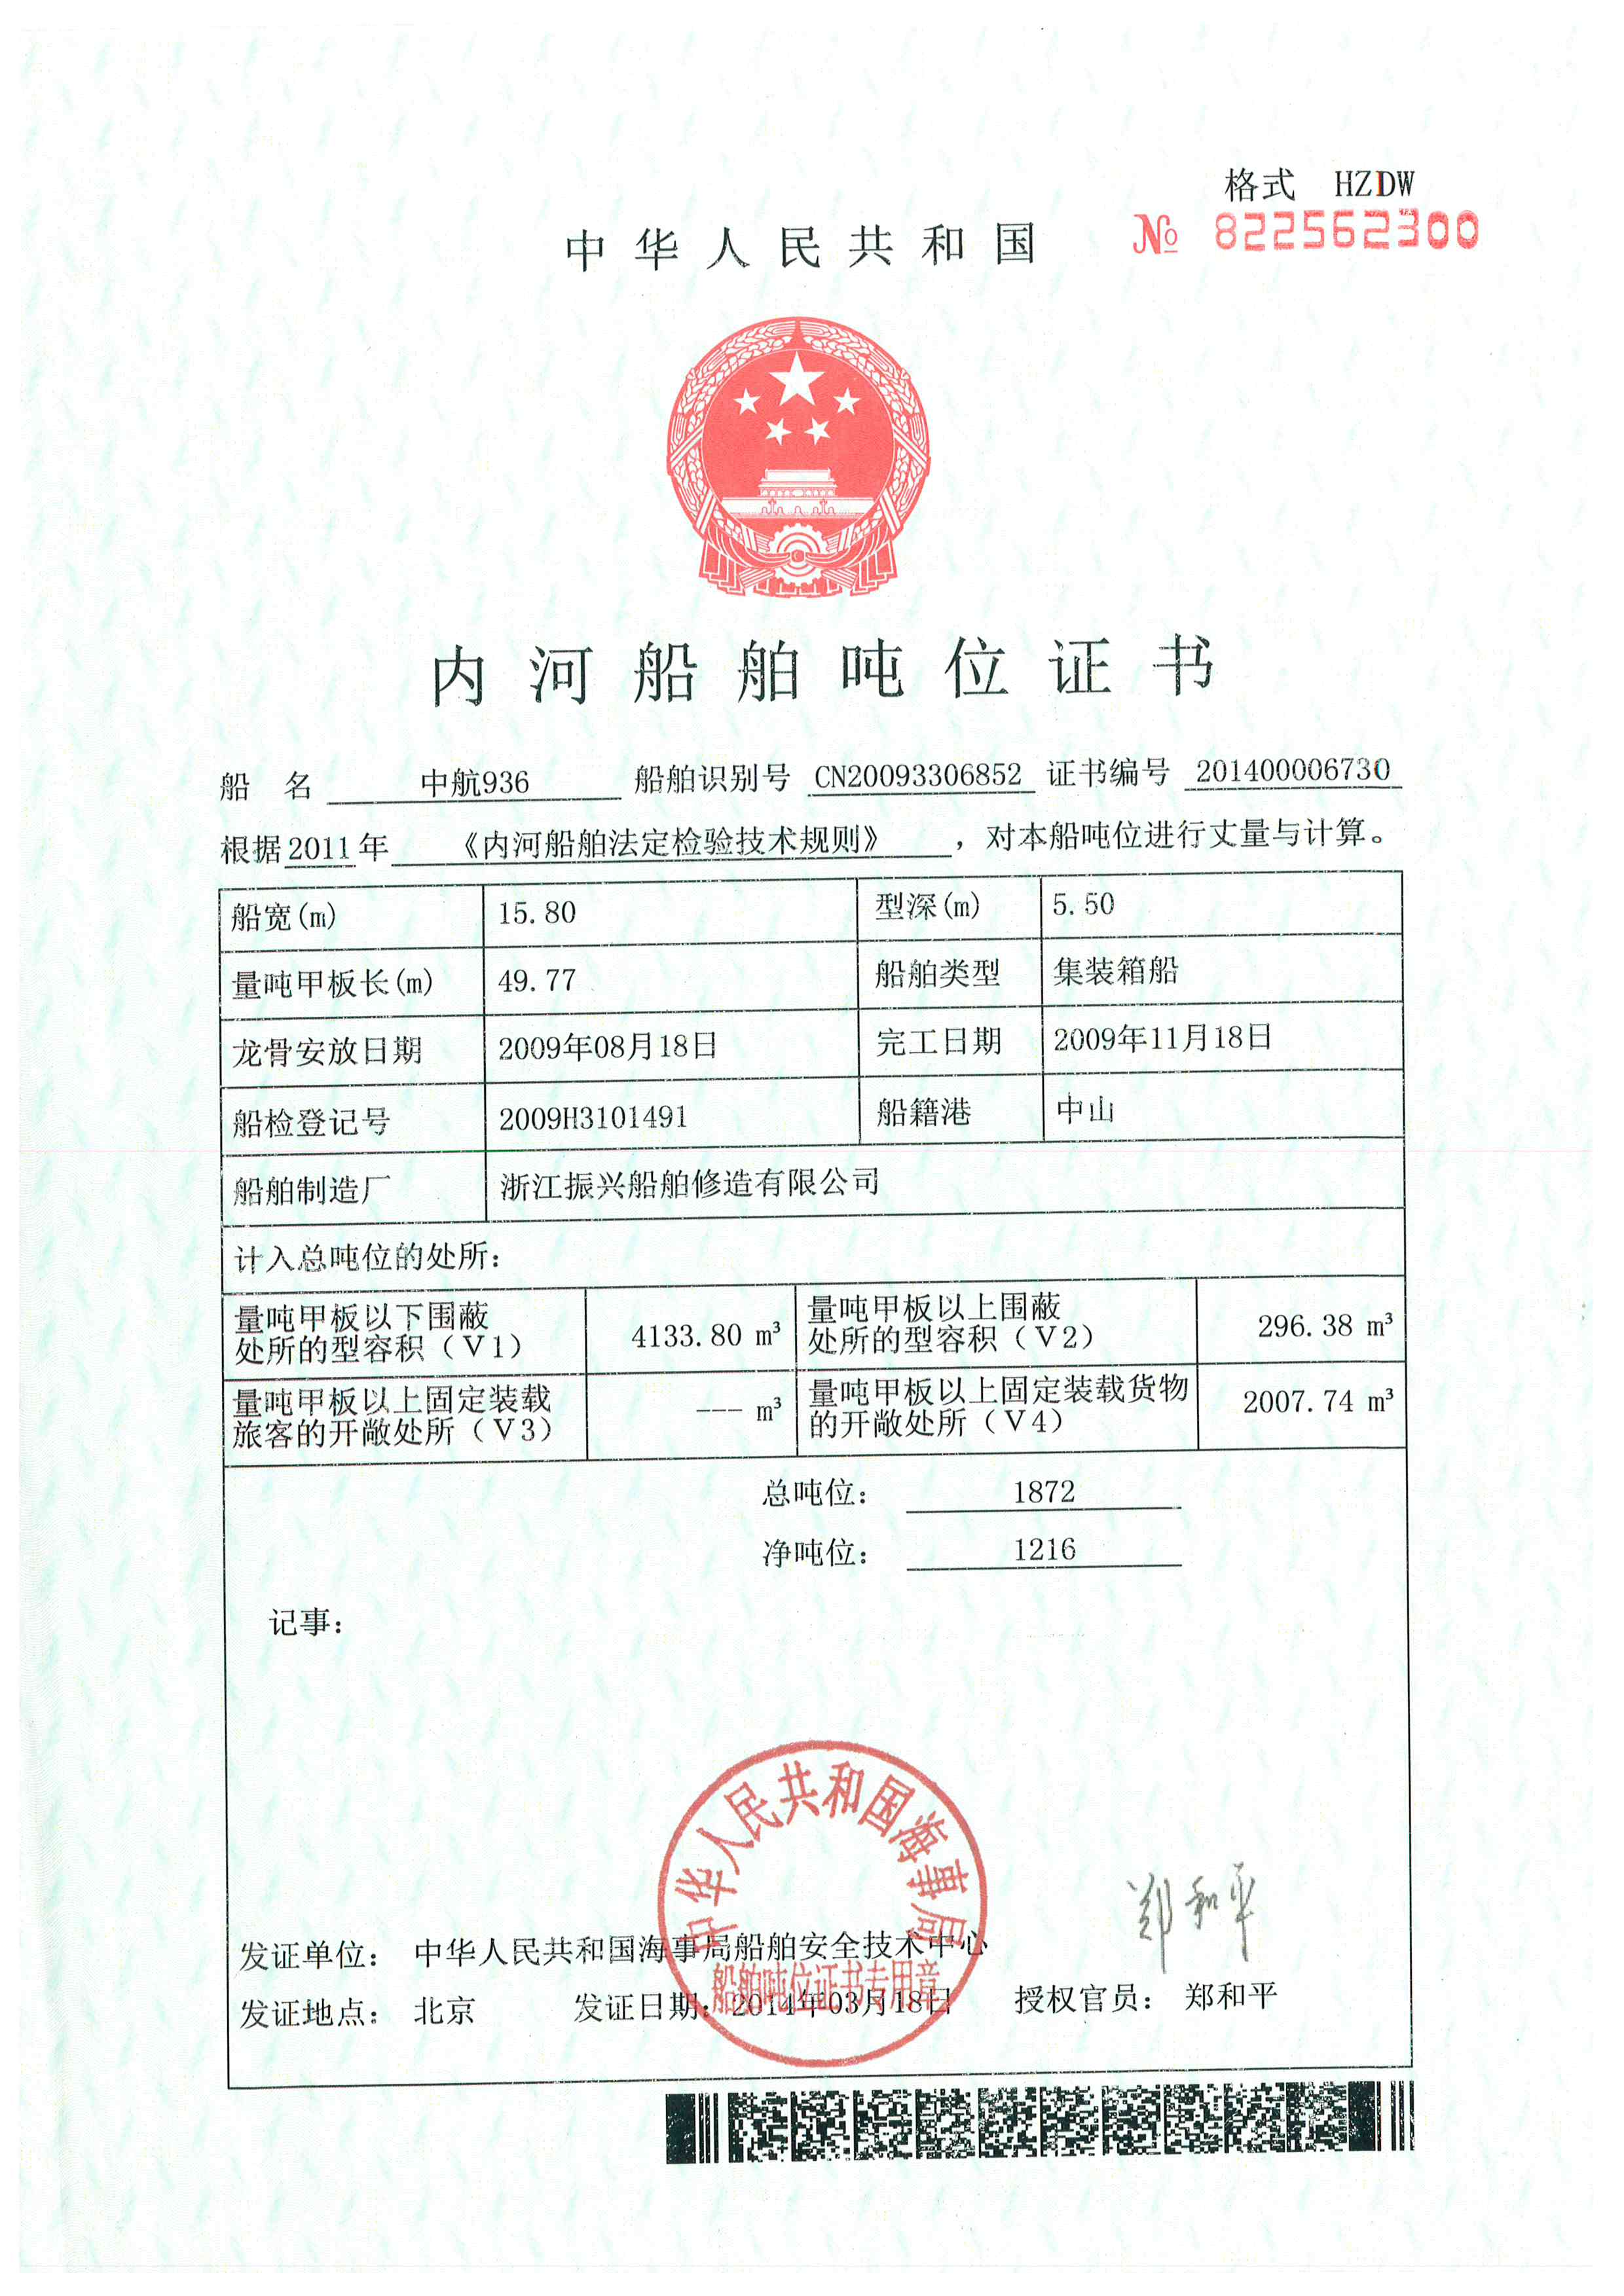 格式 HZDW
№ 822562300
中华人民共和国
内河船舶吨位证书
船 名 中航936 船舶识别号 CN20093306852 证书编号 201400006730
根据2011年 《内河船舶法定检验技术规则》 ，对本船吨位进行丈量与计算。
船宽(m) 15.80 型深(m) 5.50
量吨甲板长(m) 49.77 船舶类型 集装箱船
龙骨安放日期 2009年08月18日 完工日期 2009年11月18日
船检登记号 2009H3101491 船籍港 中山
船舶制造厂 浙江振兴船舶修造有限公司
计入总吨位的处所：
量吨甲板以下围蔽
处所的型容积（V1） 4133.80 m³
量吨甲板以上围蔽
处所的型容积（V2） 296.38 m³
量吨甲板以上固定装载
旅客的开敞处所（V3） --- m³
量吨甲板以上固定装载货物
的开敞处所（V4） 2007.74 m³
总吨位： 1872
净吨位： 1216
记事：
中华人民共和国海事局
船舶吨位证书专用章
郑和平
发证单位： 中华人民共和国海事局船舶安全技术中心
发证地点： 北京 发证日期：2014年03月18日 授权官员： 郑和平